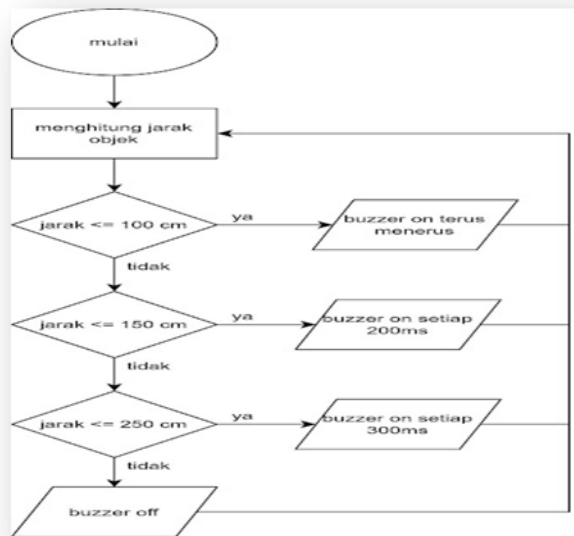 mulai
menghitung jarak
objek
jarak <= 100 cm
ya
buzzer on terus
menerus
tidak
jarak <= 150 cm
ya
buzzer on setiap
200ms
tidak
jarak <= 250 cm
ya
buzzer on setiap
300ms
tidak
buzzer off